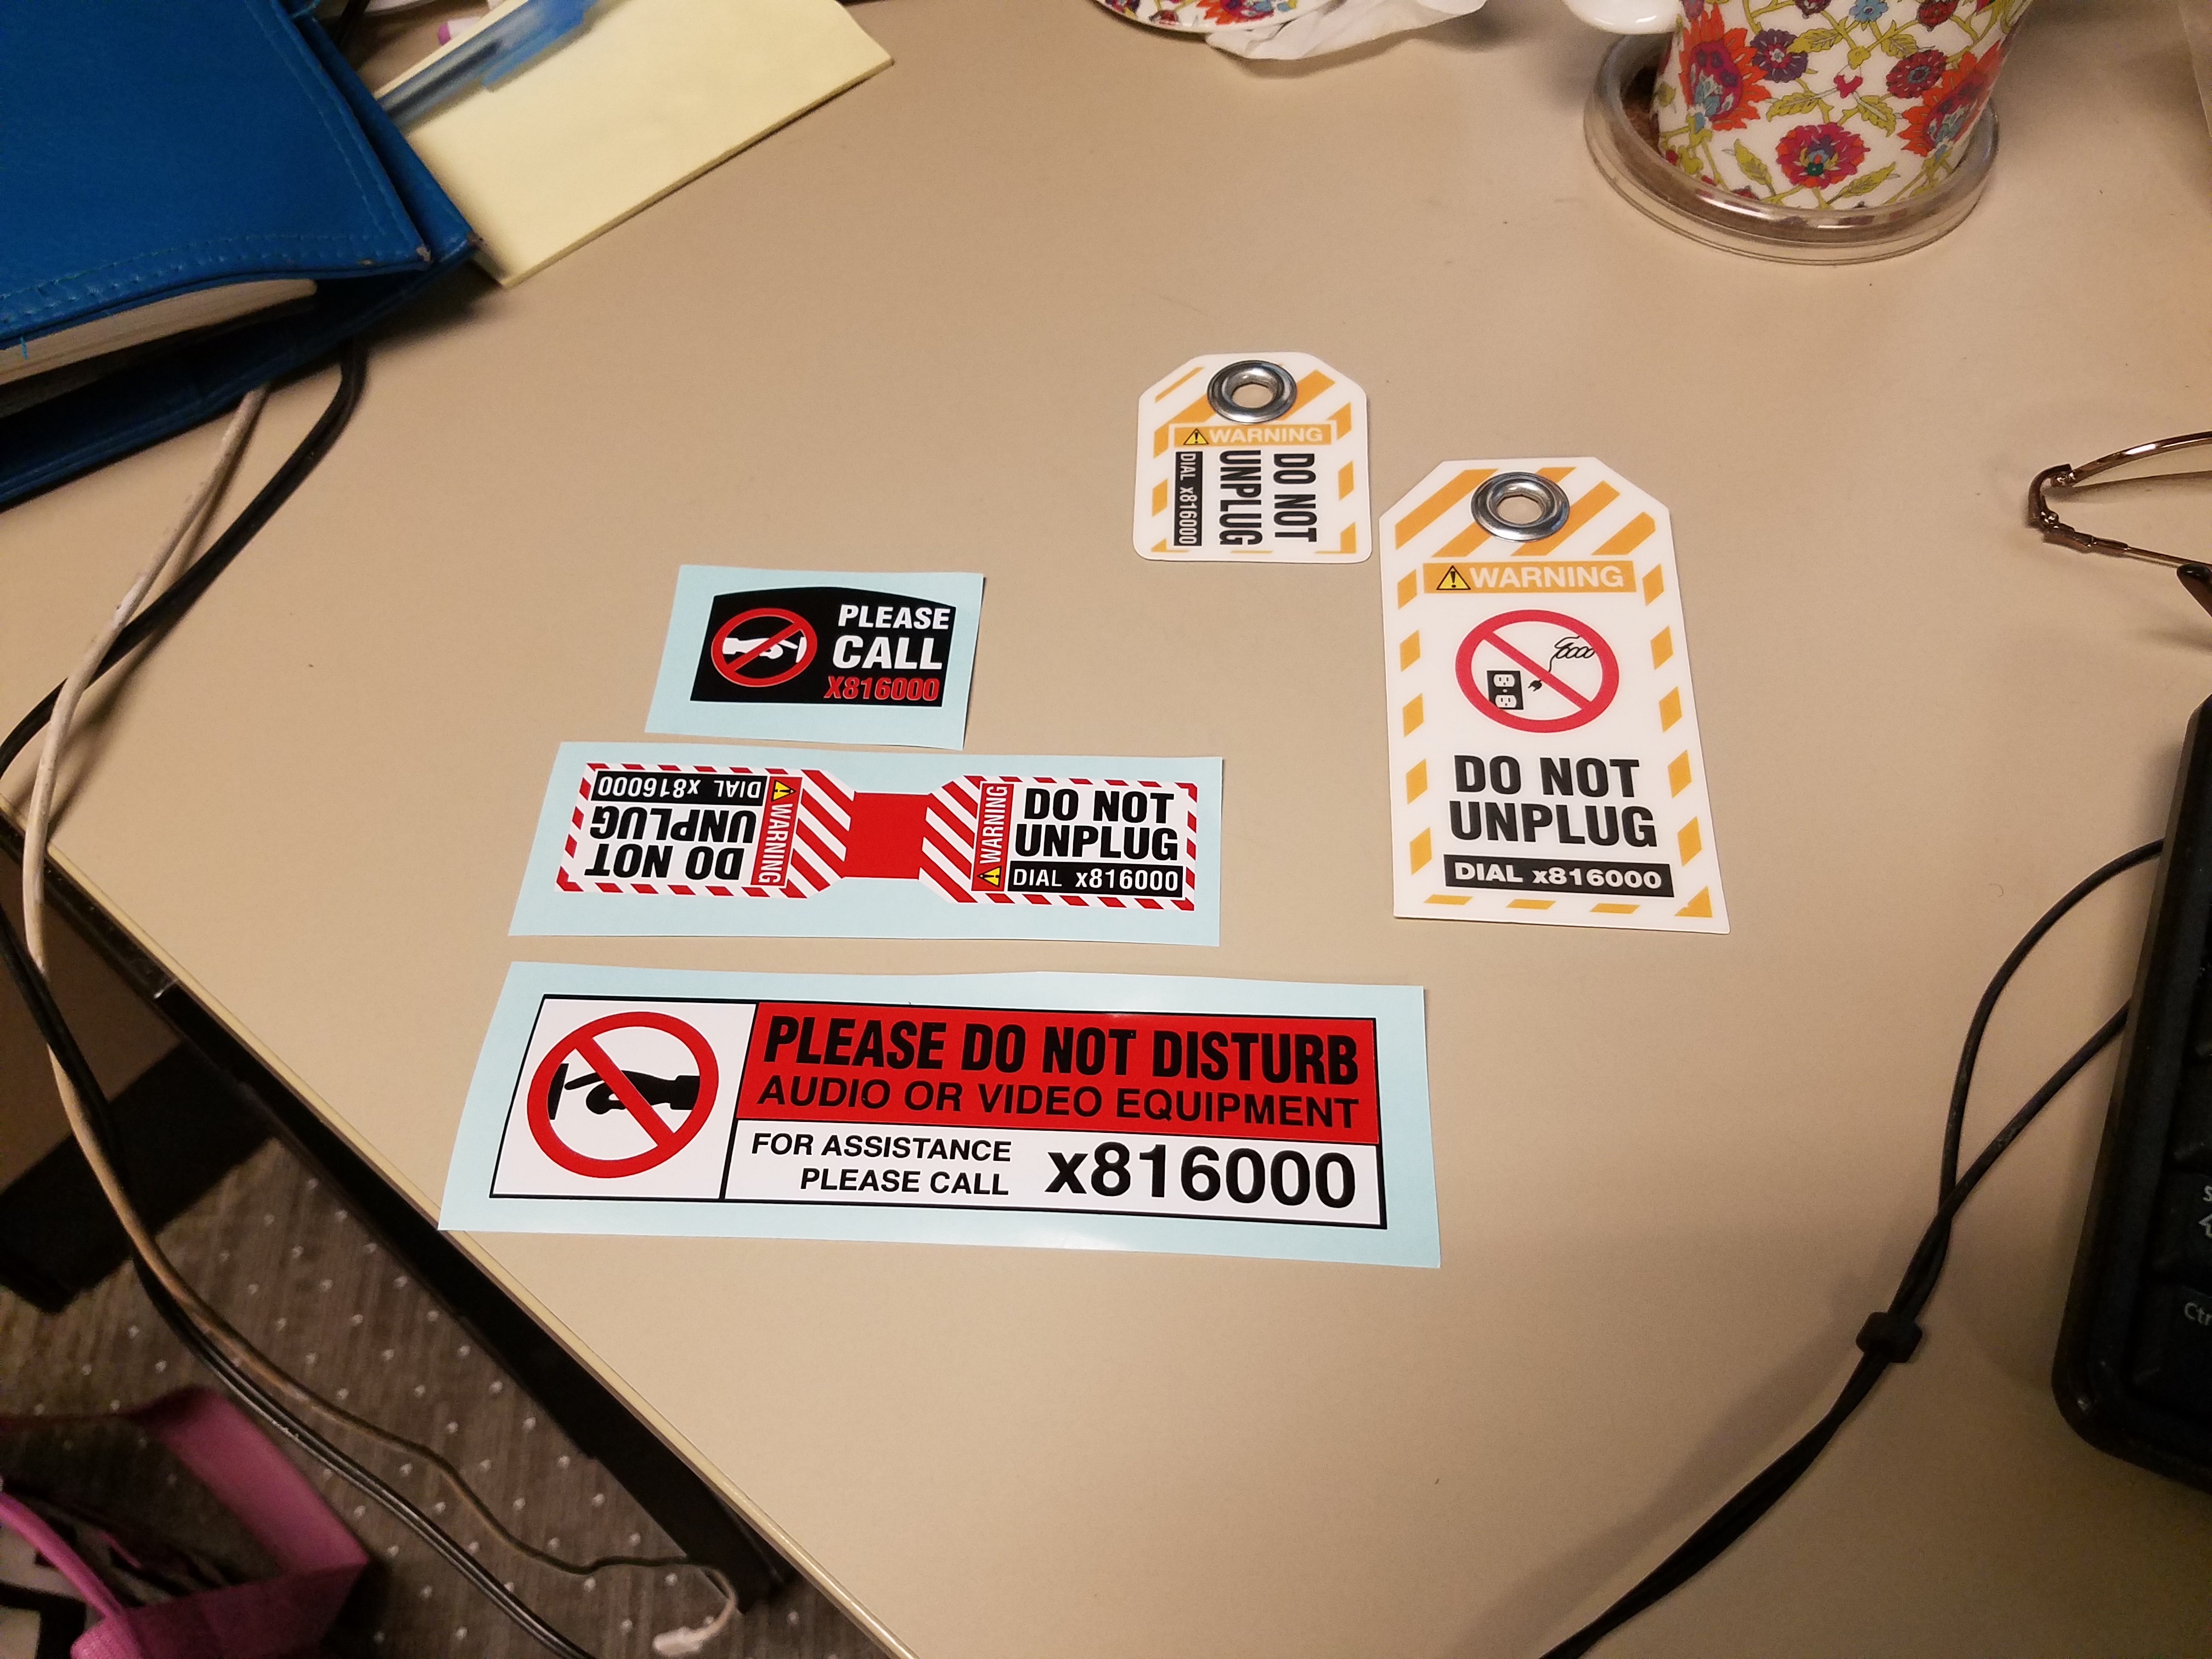 WARNING
DO NOT
UNPLUG
DIAL x816000
WARNING
DO NOT
UNPLUG
DIAL x816000
PLEASE
CALL
X816000
WARNING
DO NOT
UNPLUG
DIAL x816000
WARNING
DO NOT
UNPLUG
DIAL x816000
PLEASE DO NOT DISTURB
AUDIO OR VIDEO EQUIPMENT
FOR ASSISTANCE
PLEASE CALL
x816000